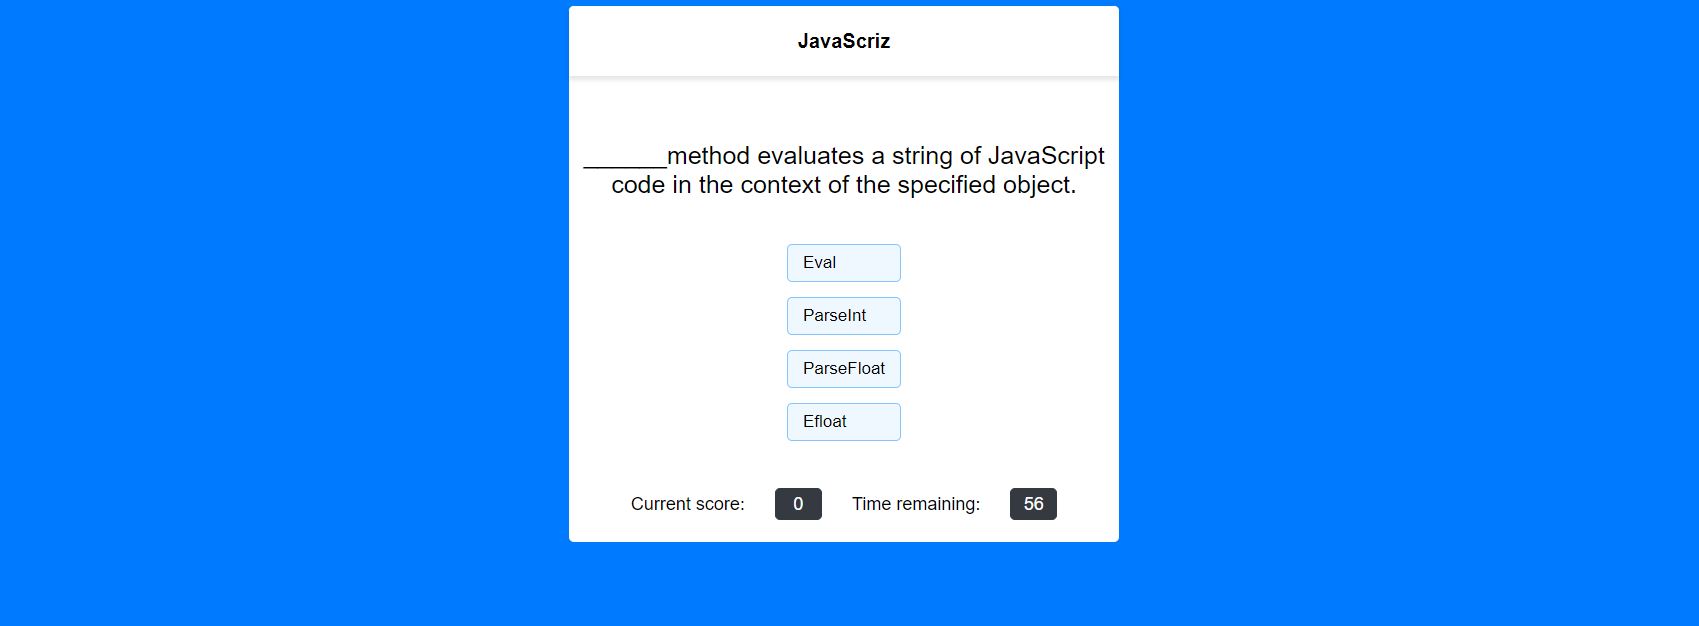 JavaScriz
______method evaluates a string of JavaScript
code in the context of the specified object.
Eval
ParseInt
ParseFloat
Efloat
Current score: 0 Time remaining: 56